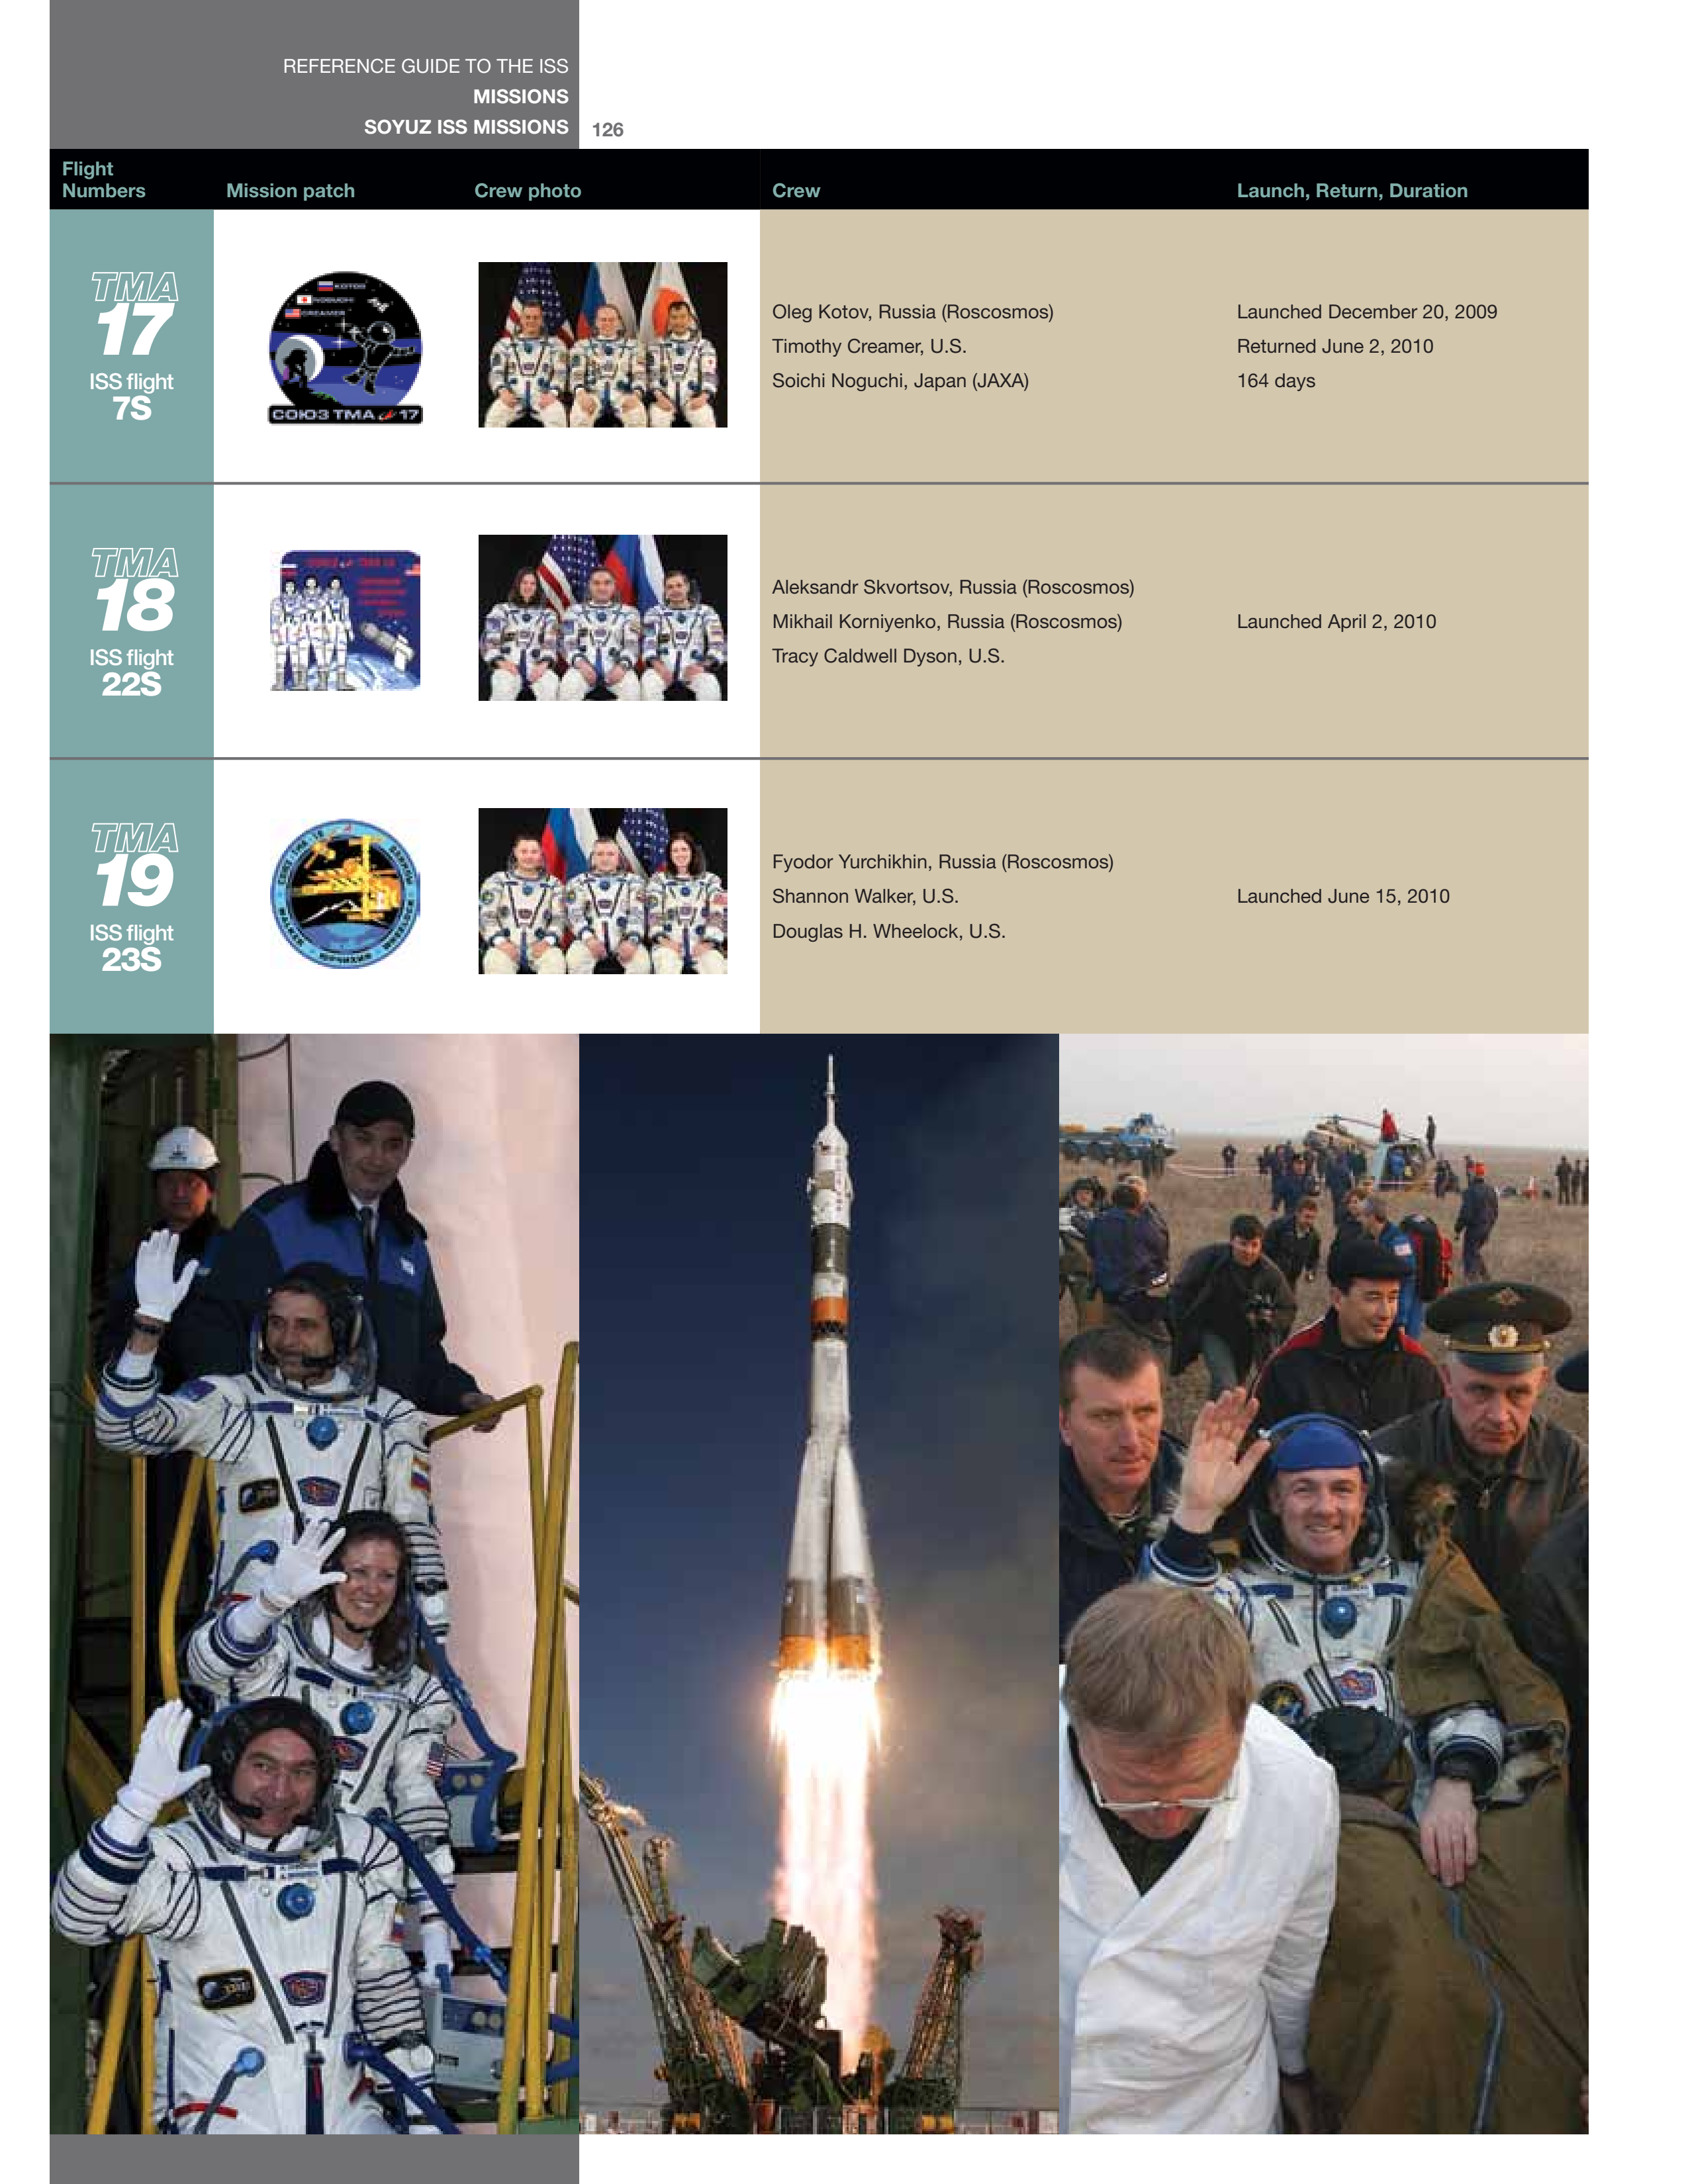 REFERENCE GUIDE TO THE ISS
MISSIONS
SOYUZ ISS MISSIONS 126
Flight
Numbers Mission patch Crew photo Crew Launch, Return, Duration
TMA
17
ISS flight
7S
КОТОВ
NOGUCHI
CREAMER
СОЮЗ ТМА 17
Oleg Kotov, Russia (Roscosmos) Launched December 20, 2009
Timothy Creamer, U.S. Returned June 2, 2010
Soichi Noguchi, Japan (JAXA) 164 days
TMA
18
ISS flight
22S
Aleksandr Skvortsov, Russia (Roscosmos)
Mikhail Korniyenko, Russia (Roscosmos) Launched April 2, 2010
Tracy Caldwell Dyson, U.S.
TMA
19
ISS flight
23S
WALKER
WHEELOCK
ЮРЧИХИН
Fyodor Yurchikhin, Russia (Roscosmos)
Shannon Walker, U.S. Launched June 15, 2010
Douglas H. Wheelock, U.S.